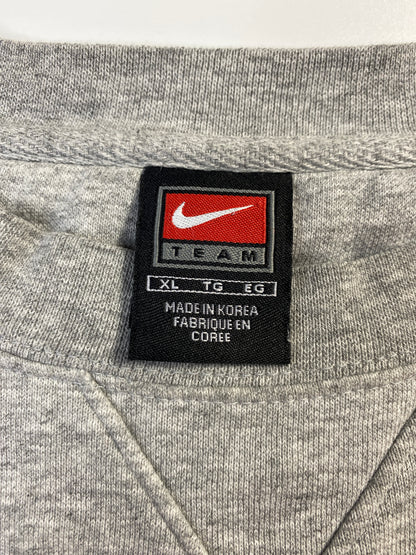 TEAM
XL TG EG
MADE IN KOREA
FABRIQUE EN
COREE